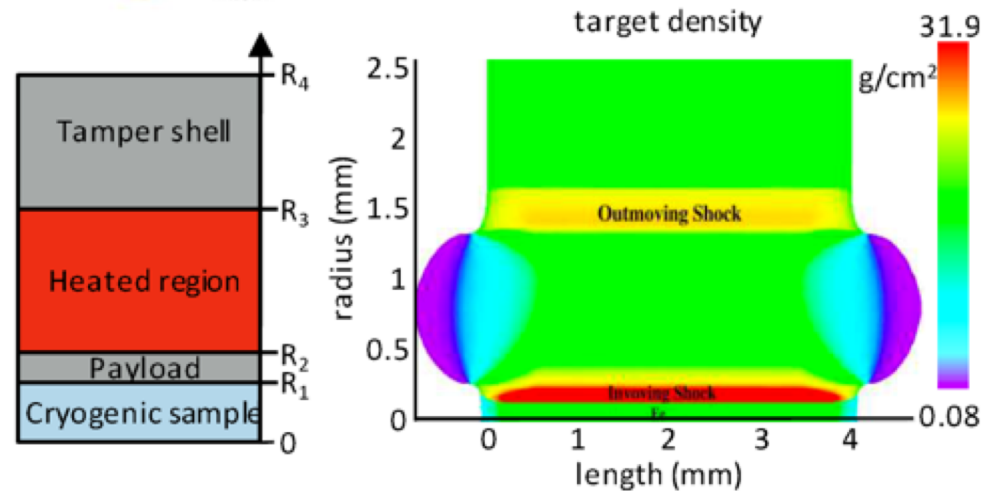 R4
Tamper shell
R3
Heated region
R2
Payload
R1
Cryogenic sample
0
target density
31.9
g/cm²
0.08
radius (mm)
2.5
2
1.5
1
0.5
0
Outmoving Shock
Invoving Shock
Fe
0 1 2 3 4
length (mm)